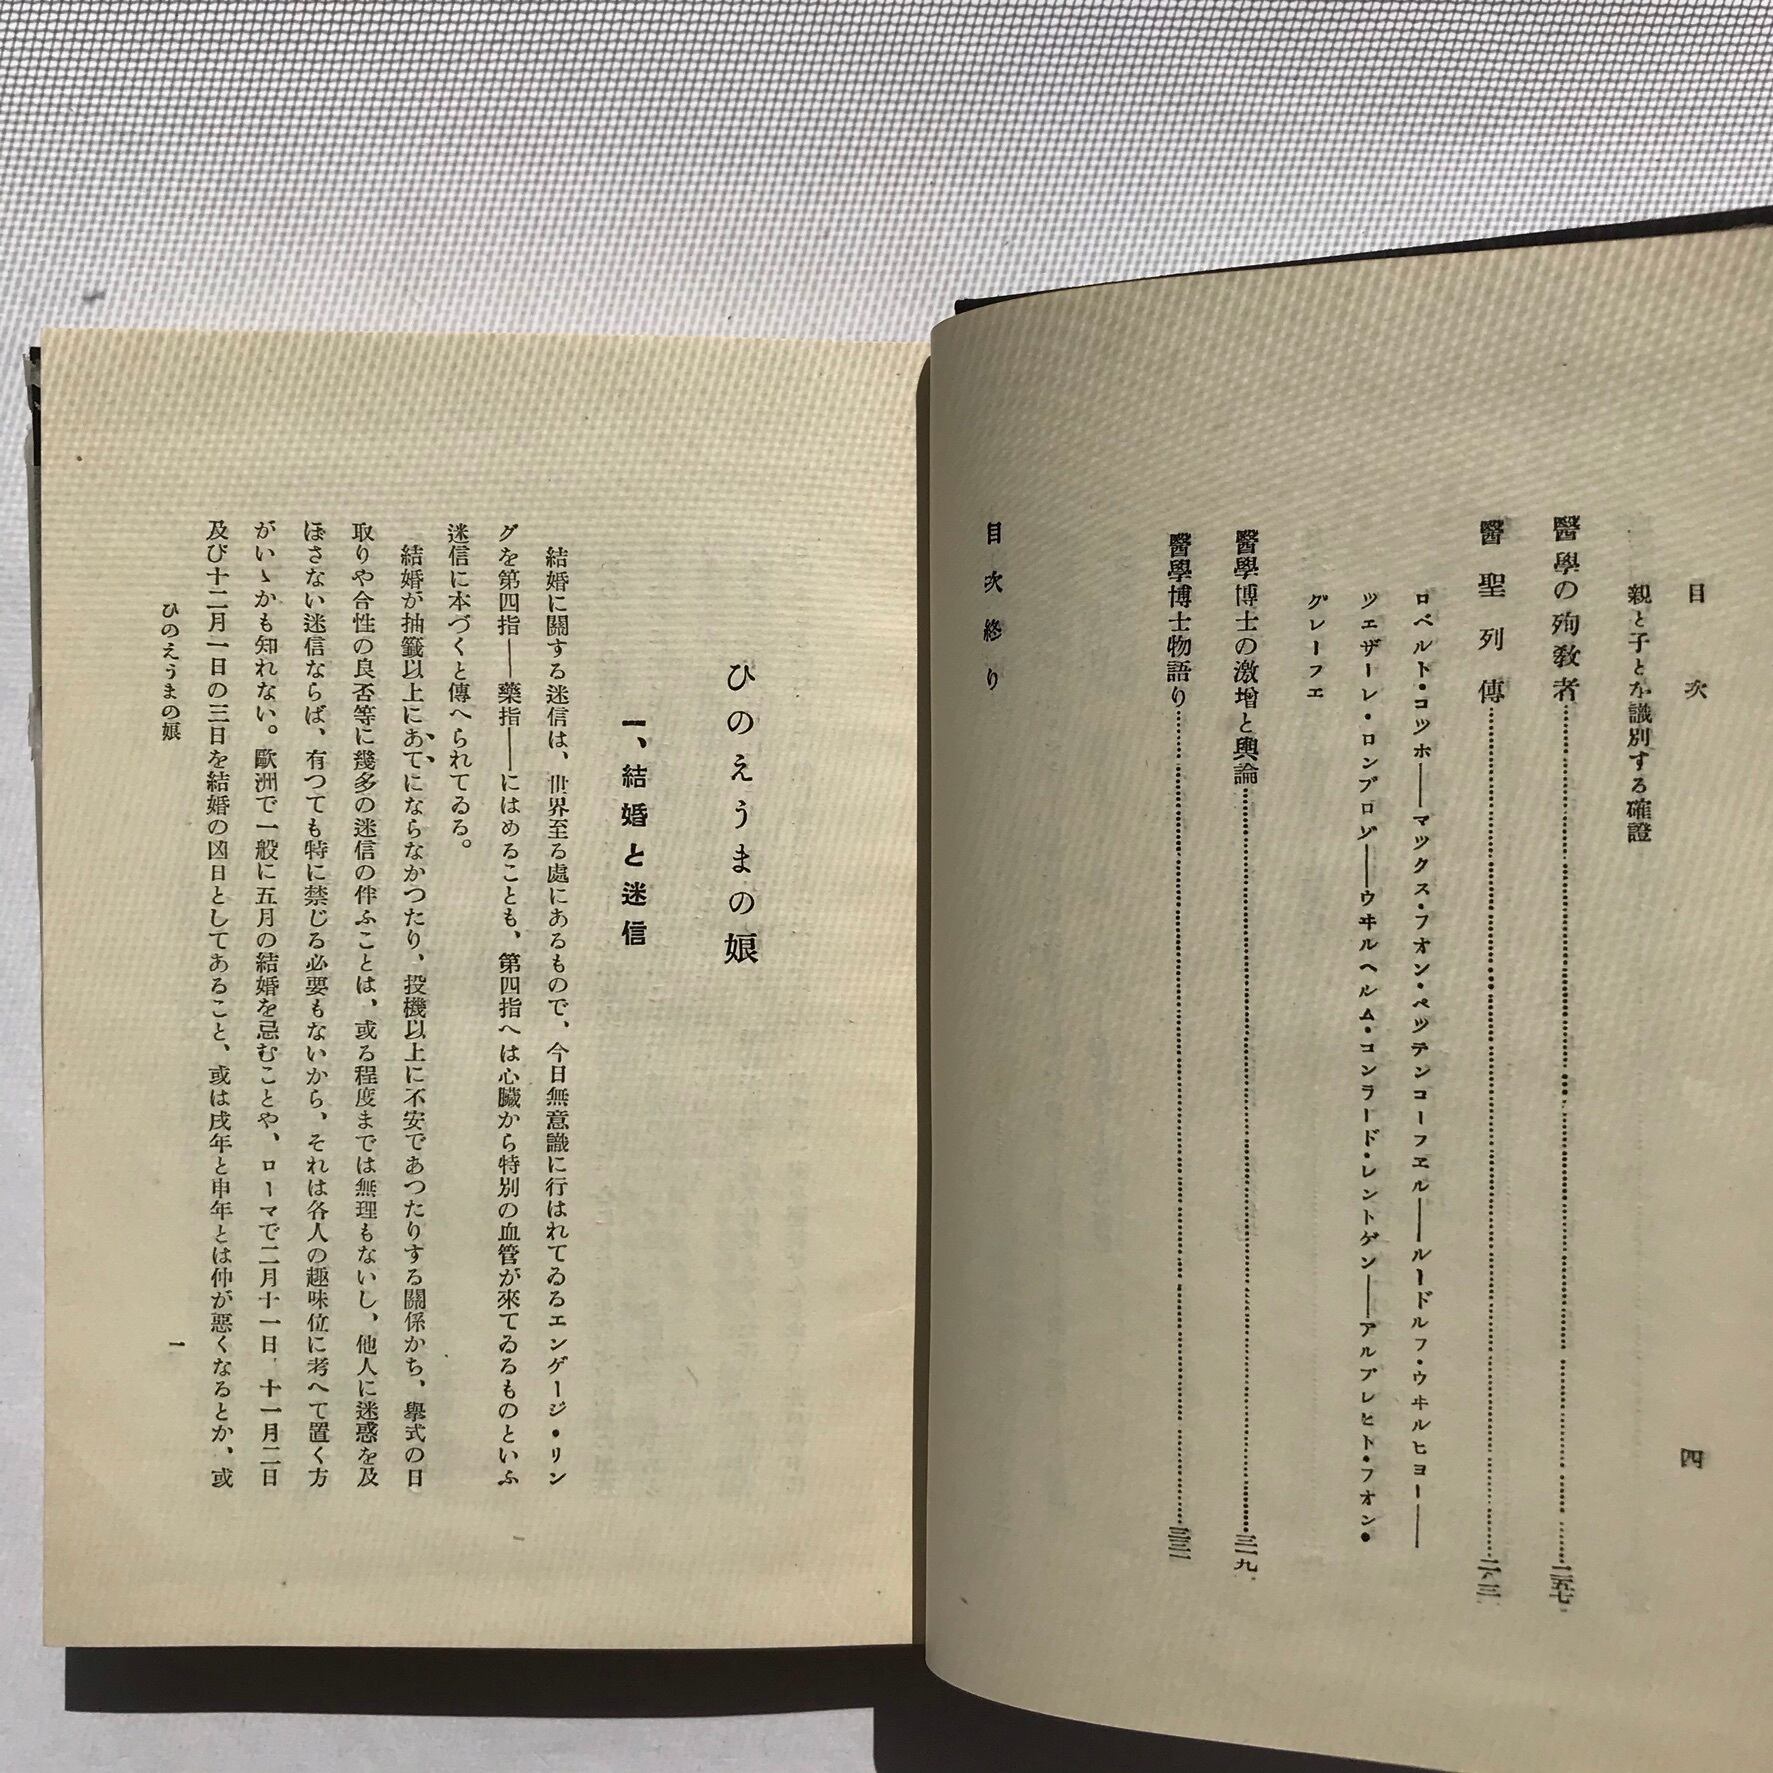 目次
四
親と子とを識別する確證
醫學の殉教者……二五七
醫聖列傳……二八三
ロベルト・コツホ――マツクス・フオン・ペツテンコーフエル――ルードルフ・ウヰルヒヨー――
ツエザーレ・ロンブロゾ――ウヰルヘルム・コンラード・レントゲン――アルブレヒト・フオン・
グレーフエ
醫學博士の激增と輿論……三一九
醫學博士物語り
目次終り
ひのえうまの娘
一、結婚と迷信
結婚に關する迷信は、世界至る處にあるもので、今日無意識に行はれてゐるエンゲージ・リン
グを第四指――藥指――にはめることも、第四指へは心臟から特別の血管が來てゐるものといふ
迷信に本づくと傳へられてゐる。
結婚が抽籤以上にあてにならなかつたり、投機以上に不安であつたりする關係から、擧式の日
取りや合性の良否等に幾多の迷信の伴ふことは、或る程度までは無理もないし、他人に迷惑を及
ぼさない迷信ならば、有つても特に禁じる必要もないから、それは各人の趣味位に考へて置く方
がいゝかも知れない。歐洲で一般に五月の結婚を忌むことや、ローマで二月十一日、十一月二日
及び十二月一日の三日を結婚の凶日としてあること、或は戌年と申年とは仲が悪くなるとか、或
ひのえうまの娘
一